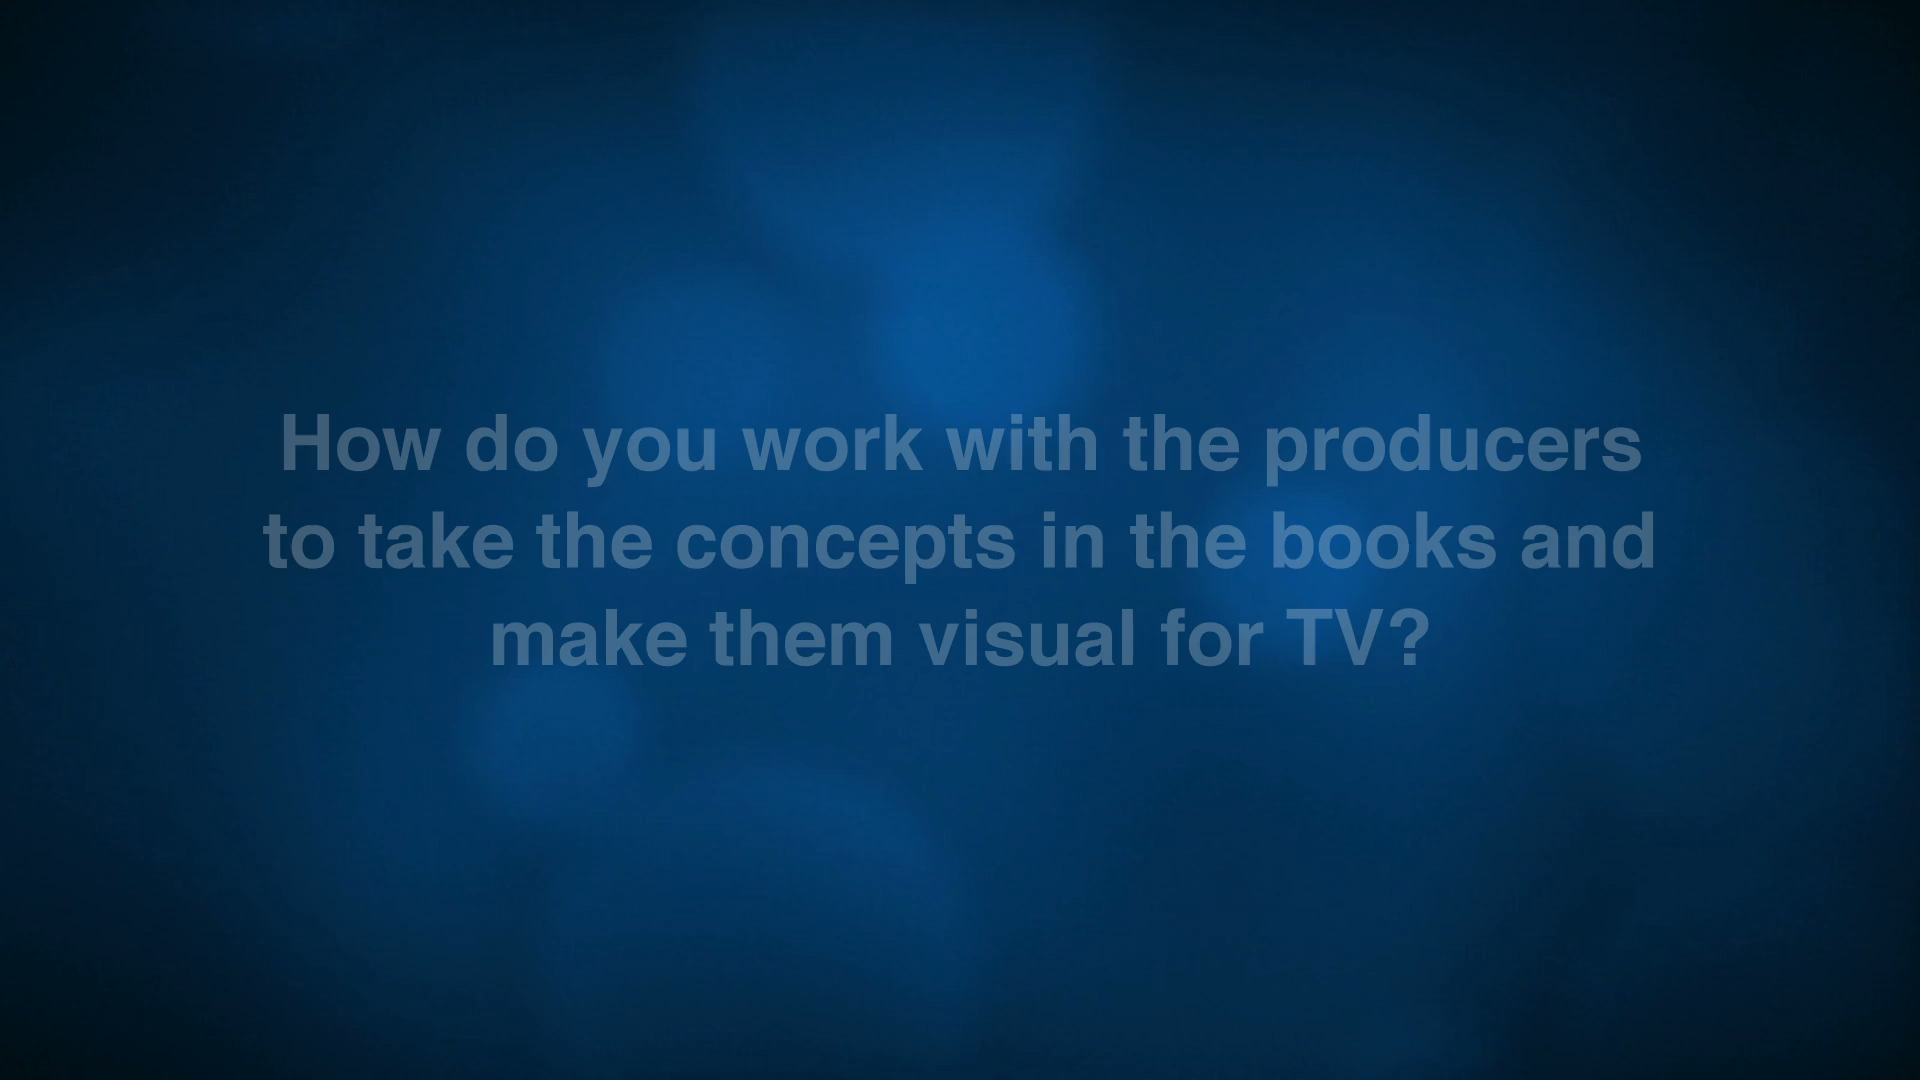 How do you work with the producers
to take the concepts in the books and
make them visual for TV?